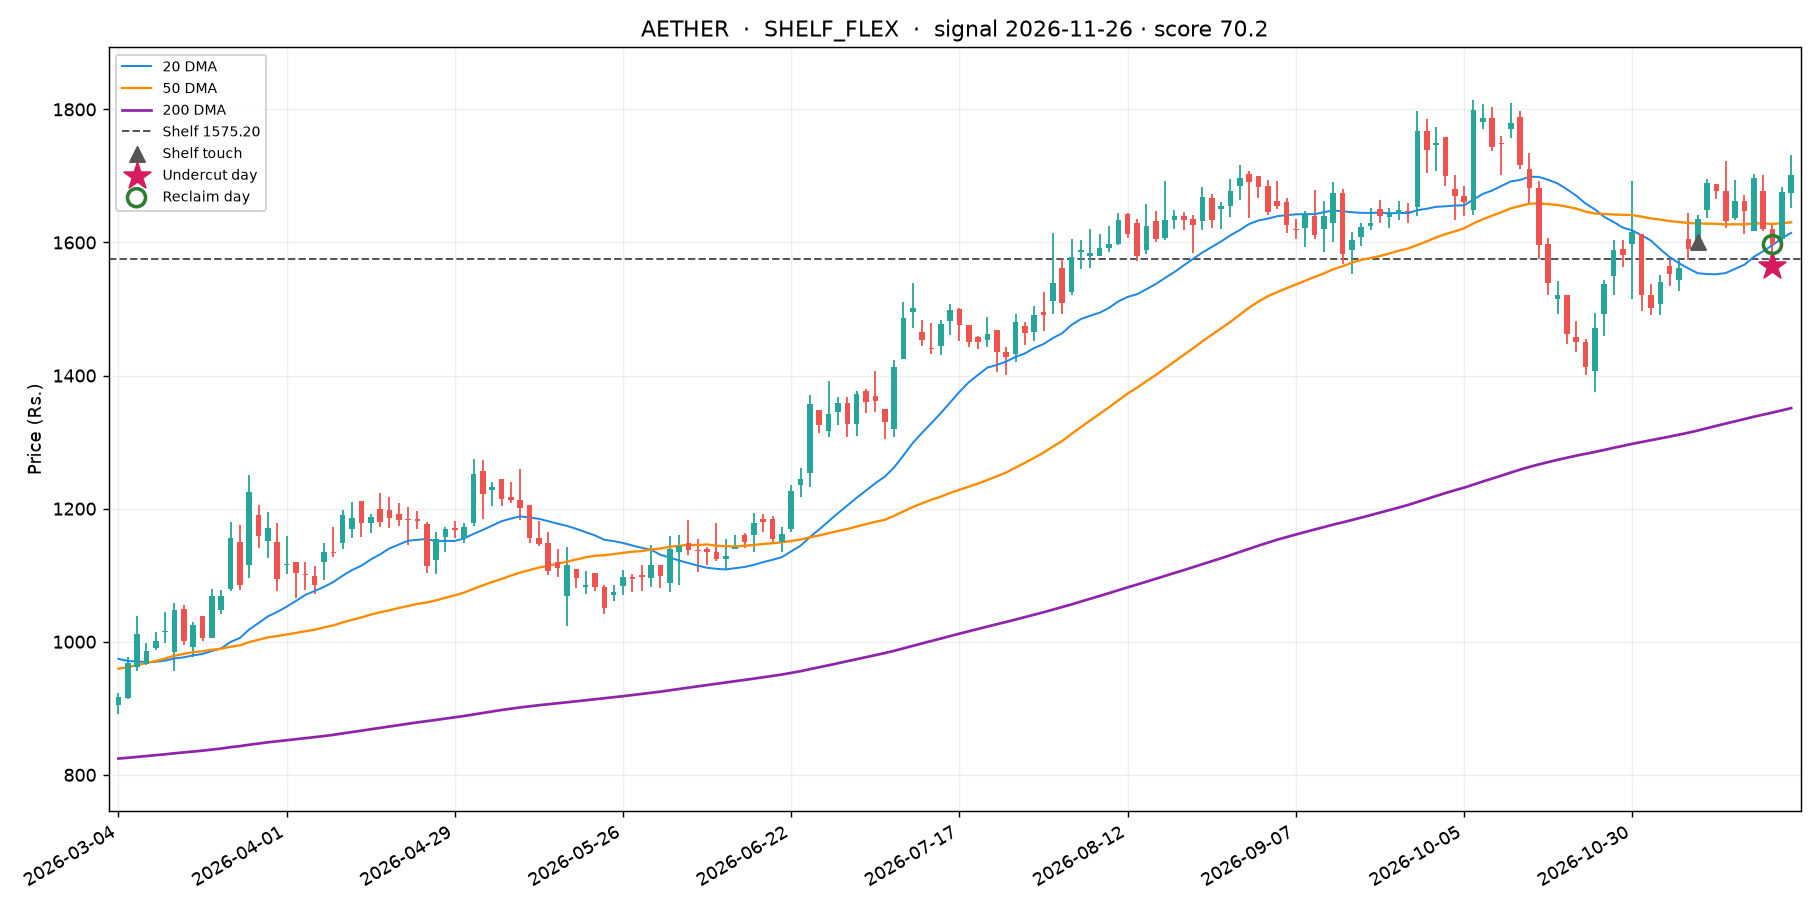 AETHER · SHELF_FLEX · signal 2026-11-26 · score 70.2
20 DMA
50 DMA
200 DMA
Shelf 1575.20
Shelf touch
Undercut day
Reclaim day
Price (Rs.)
1800
1600
1400
1200
1000
800
2026-03-04
2026-04-01
2026-04-29
2026-05-26
2026-06-22
2026-07-17
2026-08-12
2026-09-07
2026-10-05
2026-10-30